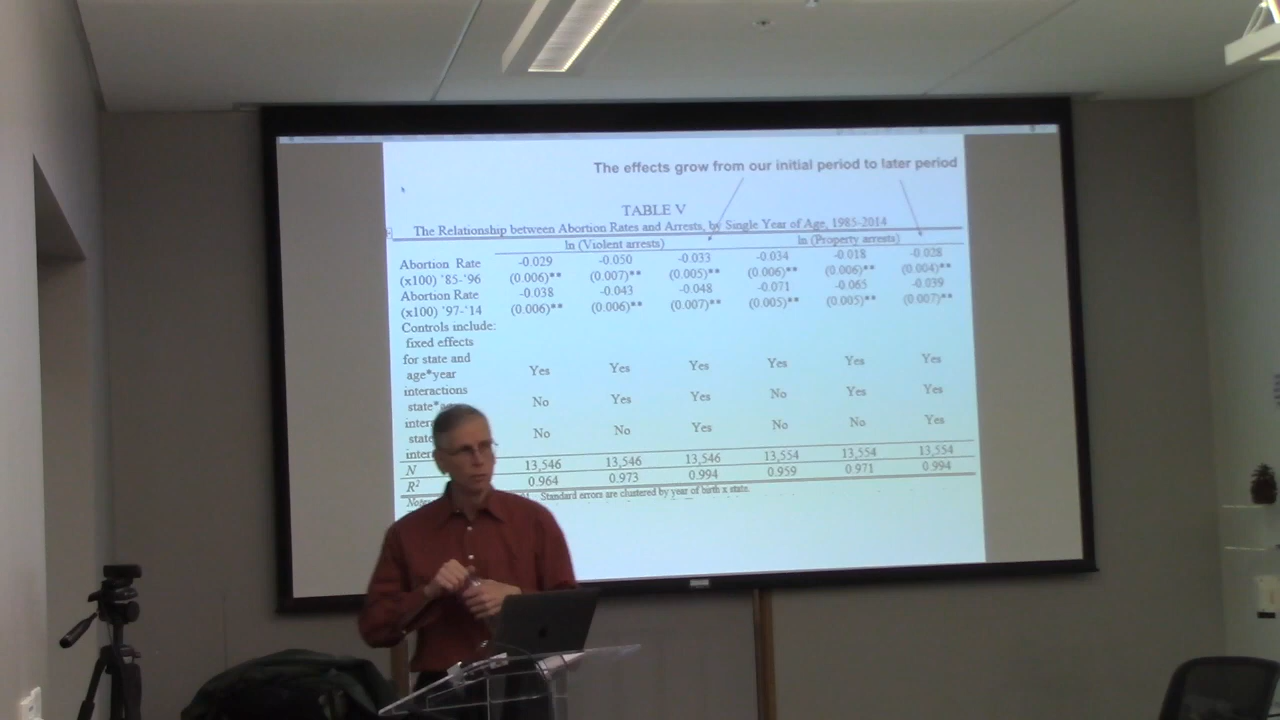 The effects grow from our initial period to later period
TABLE V
The Relationship between Abortion Rates and Arrests, by Single Year of Age, 1985-2014
ln (Violent arrests) ln (Property arrests)
Abortion Rate -0.029 -0.050 -0.033 -0.034 -0.018 -0.028
(x100) '85-'96 (0.006)** (0.007)** (0.005)** (0.006)** (0.006)** (0.004)**
Abortion Rate -0.038 -0.043 -0.048 -0.071 -0.065 -0.039
(x100) '97-'14 (0.006)** (0.006)** (0.007)** (0.005)** (0.005)** (0.007)**
Controls include:
fixed effects
for state and
age*year Yes Yes Yes Yes Yes Yes
interactions
state* No Yes Yes No Yes Yes
inter
state No No Yes No No Yes
inter
N 13,546 13,546 13,546 13,554 13,554 13,554
R² 0.964 0.973 0.994 0.959 0.971 0.994
Notes Standard errors are clustered by year of birth x state.